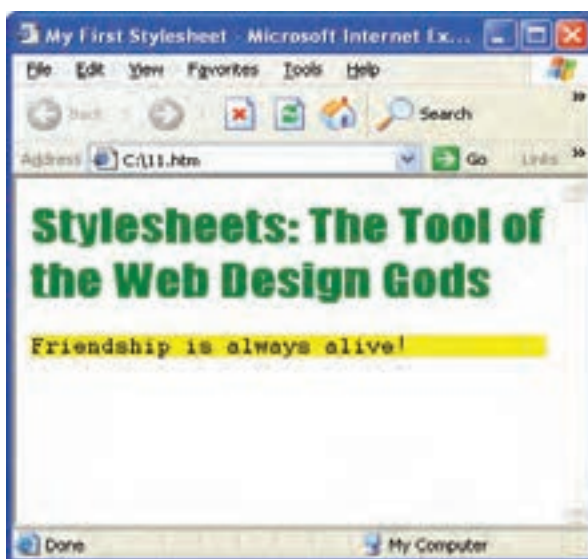 My First Stylesheet - Microsoft Internet Ex...
File Edit View Favorites Tools Help
Back Search
Address C:\11.htm Go Links
Stylesheets: The Tool of
the Web Design Gods
Friendship is always alive!
Done My Computer